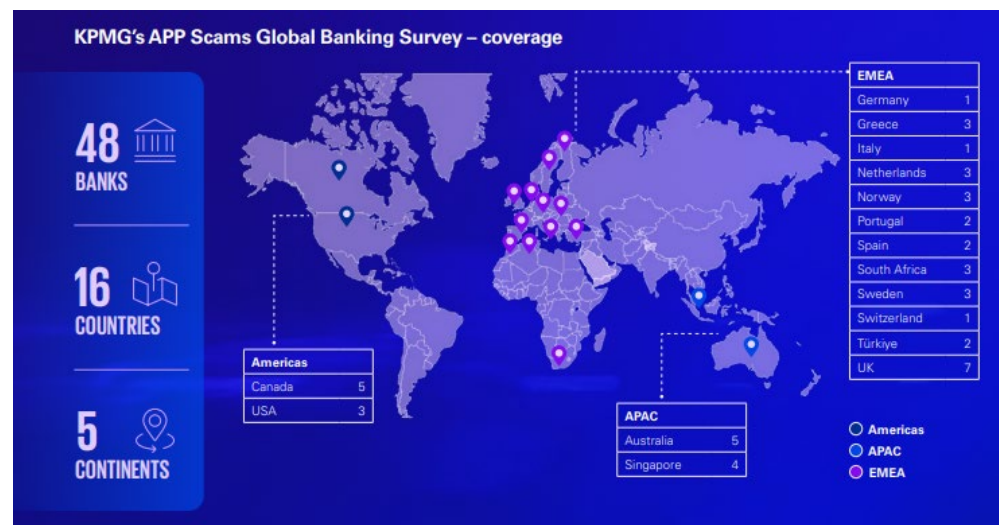 KPMG's APP Scams Global Banking Survey – coverage
48
BANKS
16
COUNTRIES
5
CONTINENTS
Americas
Canada 5
USA 3
APAC
Australia 5
Singapore 4
EMEA
Germany 1
Greece 3
Italy 1
Netherlands 3
Norway 3
Portugal 2
Spain 2
South Africa 3
Sweden 3
Switzerland 1
Türkiye 2
UK 7
Americas
APAC
EMEA